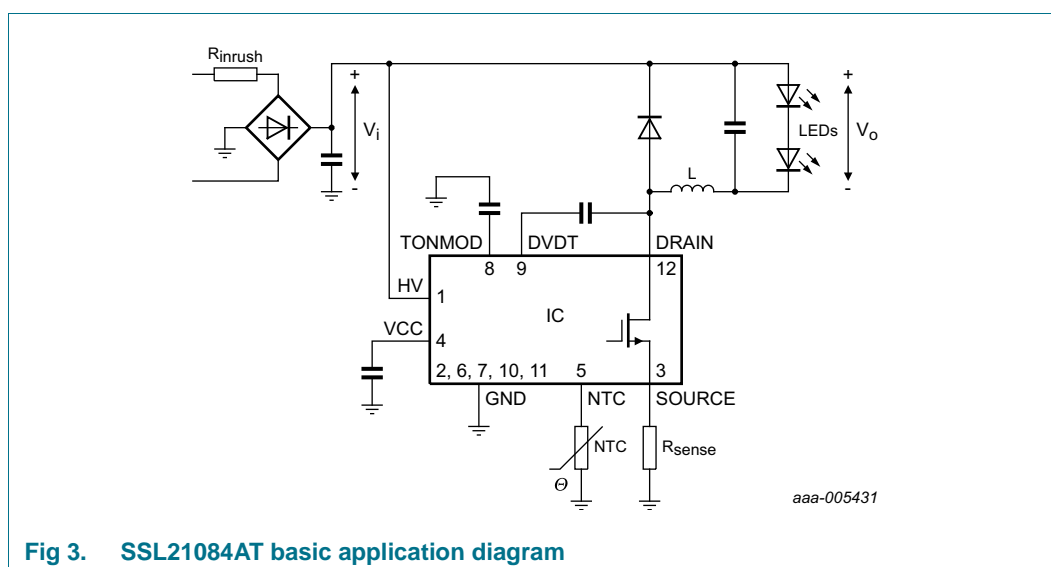 Rinrush
+
Vi
-
+
LEDs
Vo
-
L
TONMOD
DVDT
DRAIN
8
9
12
HV
1
IC
VCC
4
2, 6, 7, 10, 11
5
3
GND
NTC
SOURCE
NTC
Rsense
Θ
aaa-005431
Fig 3. SSL21084AT basic application diagram